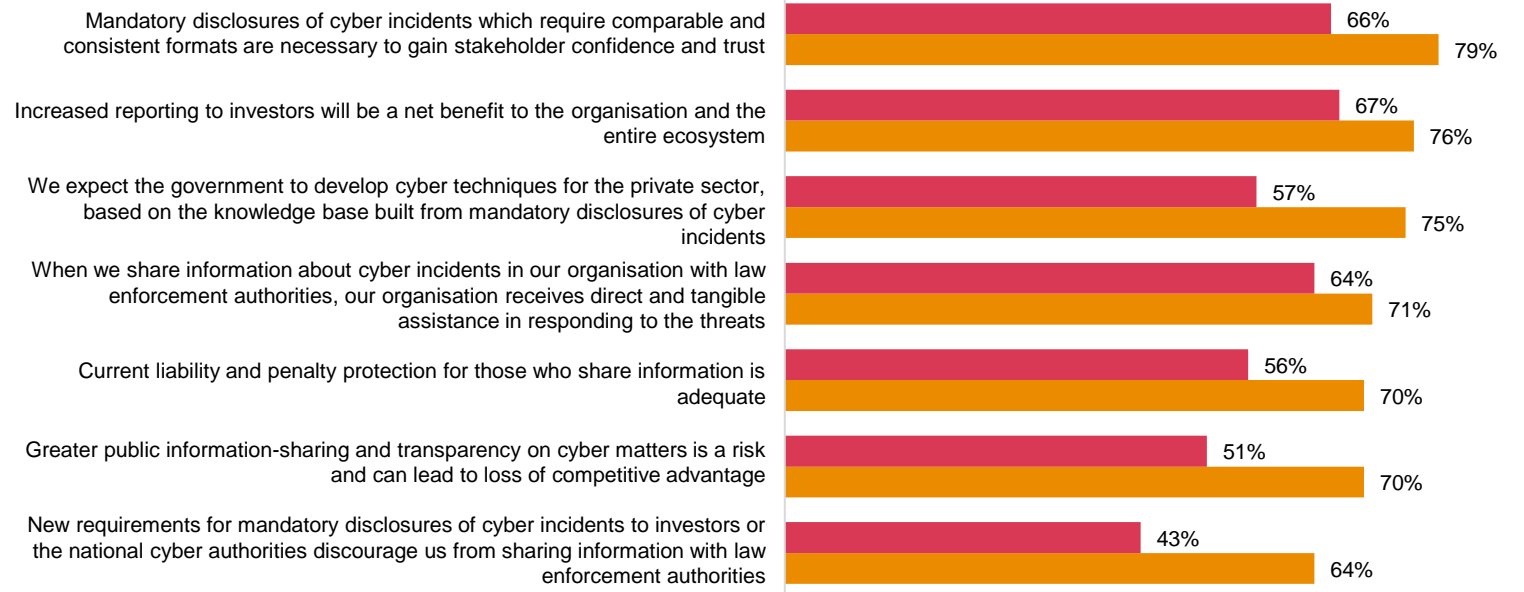 Mandatory disclosures of cyber incidents which require comparable and
consistent formats are necessary to gain stakeholder confidence and trust
66%
79%
Increased reporting to investors will be a net benefit to the organisation and the
entire ecosystem
67%
76%
We expect the government to develop cyber techniques for the private sector,
based on the knowledge base built from mandatory disclosures of cyber
incidents
57%
75%
When we share information about cyber incidents in our organisation with law
enforcement authorities, our organisation receives direct and tangible
assistance in responding to the threats
64%
71%
Current liability and penalty protection for those who share information is
adequate
56%
70%
Greater public information-sharing and transparency on cyber matters is a risk
and can lead to loss of competitive advantage
51%
70%
New requirements for mandatory disclosures of cyber incidents to investors or
the national cyber authorities discourage us from sharing information with law
enforcement authorities
43%
64%